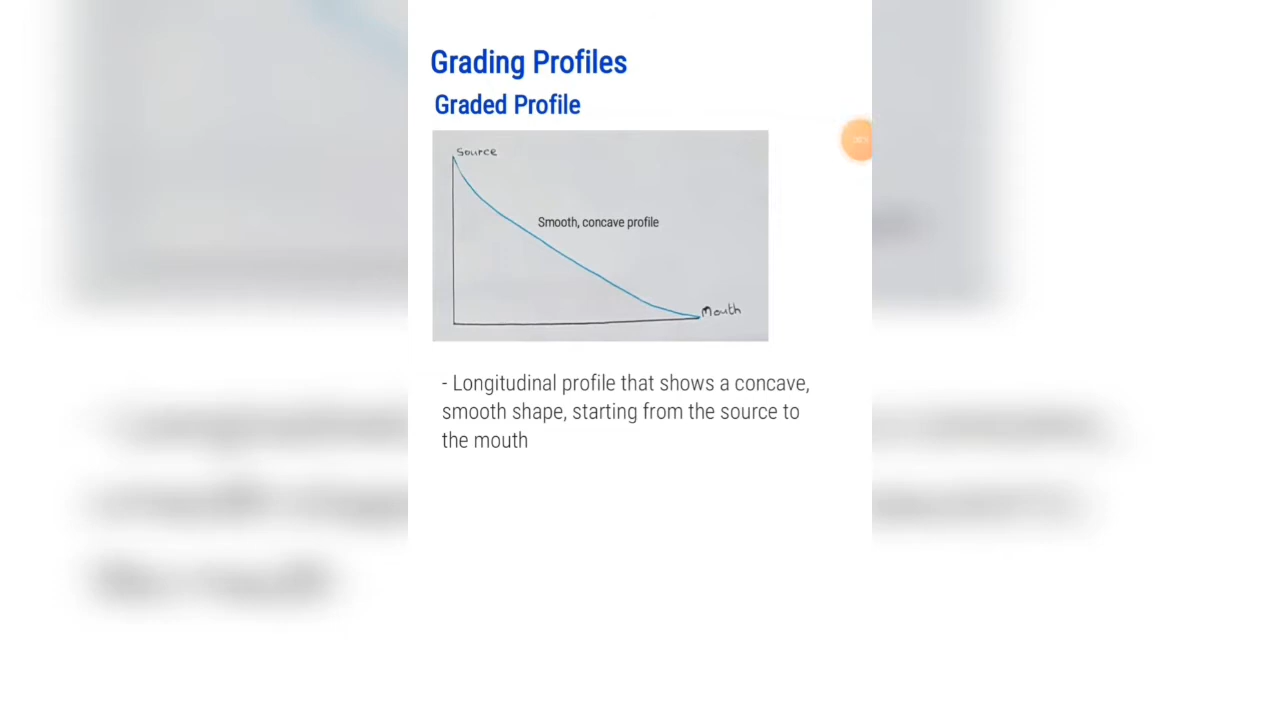 Grading Profiles
Graded Profile
Source
Smooth, concave profile
Mouth
- Longitudinal profile that shows a concave,
smooth shape, starting from the source to
the mouth